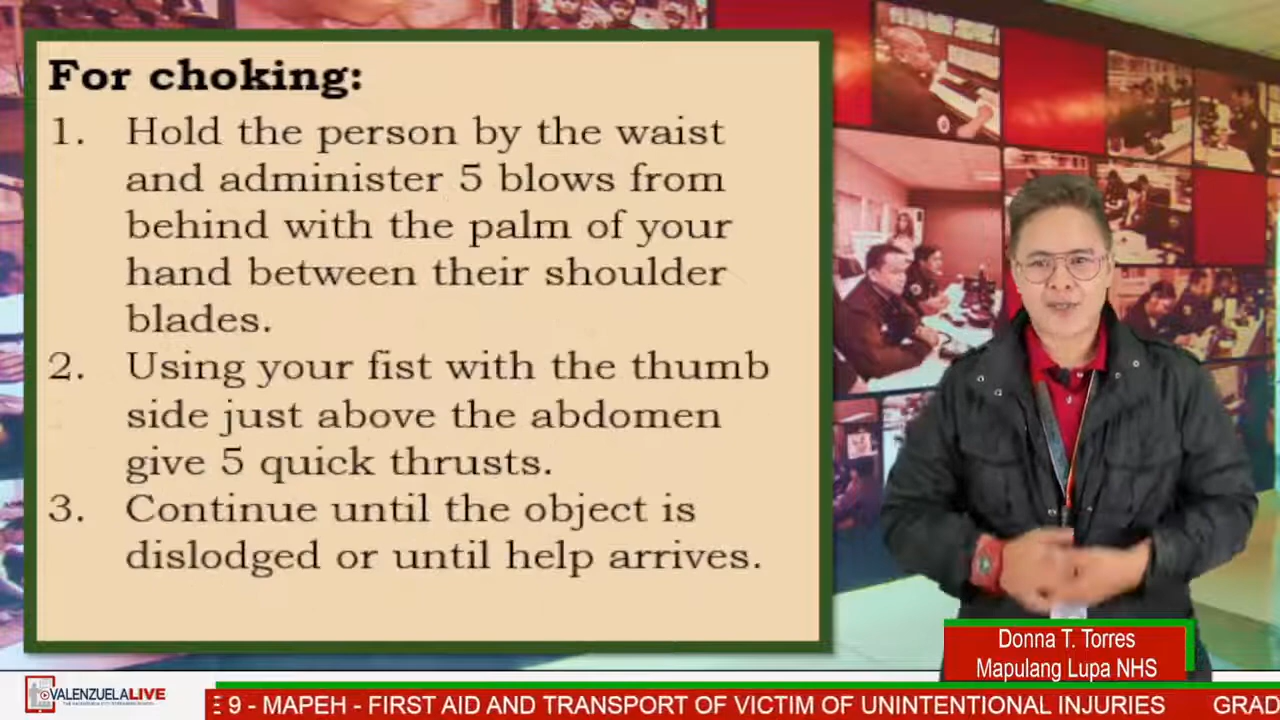 For choking:
1. Hold the person by the waist
and administer 5 blows from
behind with the palm of your
hand between their shoulder
blades.
2. Using your fist with the thumb
side just above the abdomen
give 5 quick thrusts.
3. Continue until the object is
dislodged or until help arrives.
Donna T. Torres
Mapulang Lupa NHS
VALENZUELALIVE
9 - MAPEH - FIRST AID AND TRANSPORT OF VICTIM OF UNINTENTIONAL INJURIES GRAD